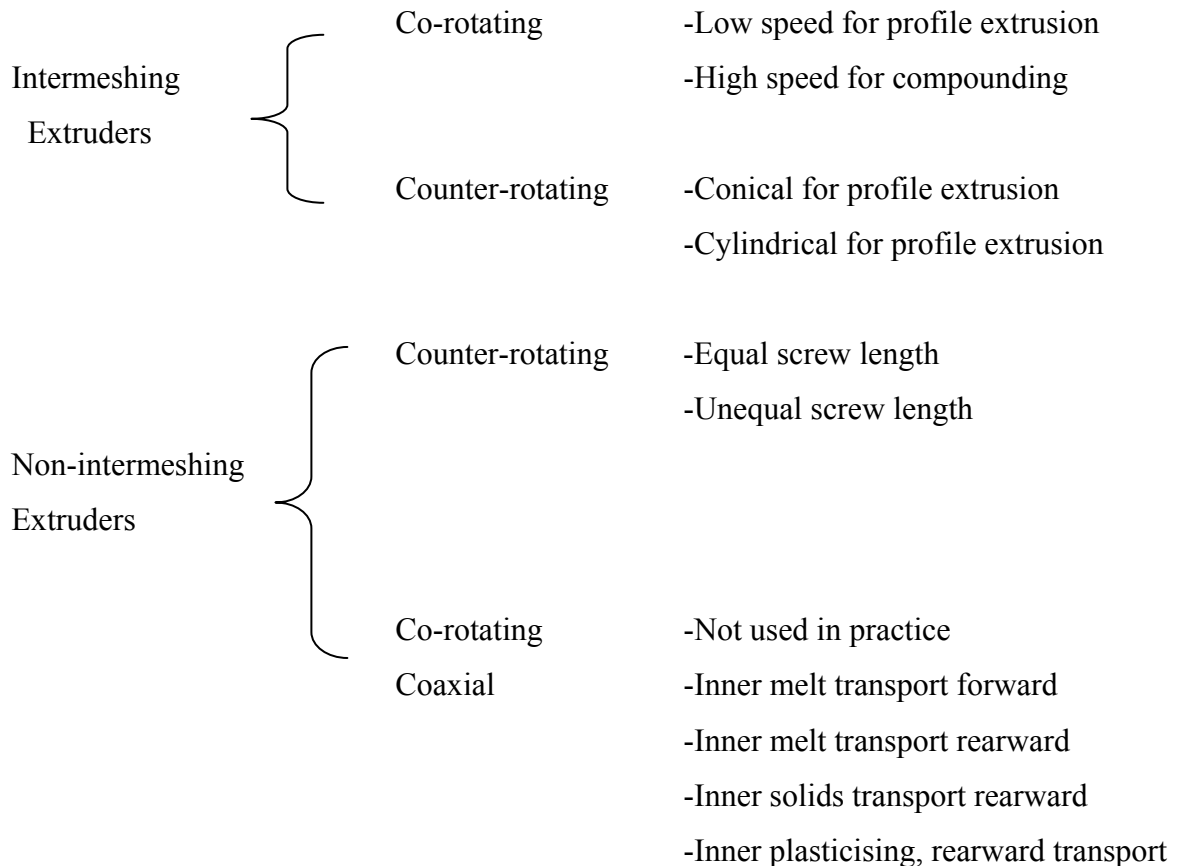 Co-rotating -Low speed for profile extrusion
Intermeshing -High speed for compounding
Extruders
Counter-rotating -Conical for profile extrusion
-Cylindrical for profile extrusion
Counter-rotating -Equal screw length
-Unequal screw length
Non-intermeshing
Extruders
Co-rotating -Not used in practice
Coaxial -Inner melt transport forward
-Inner melt transport rearward
-Inner solids transport rearward
-Inner plasticising, rearward transport